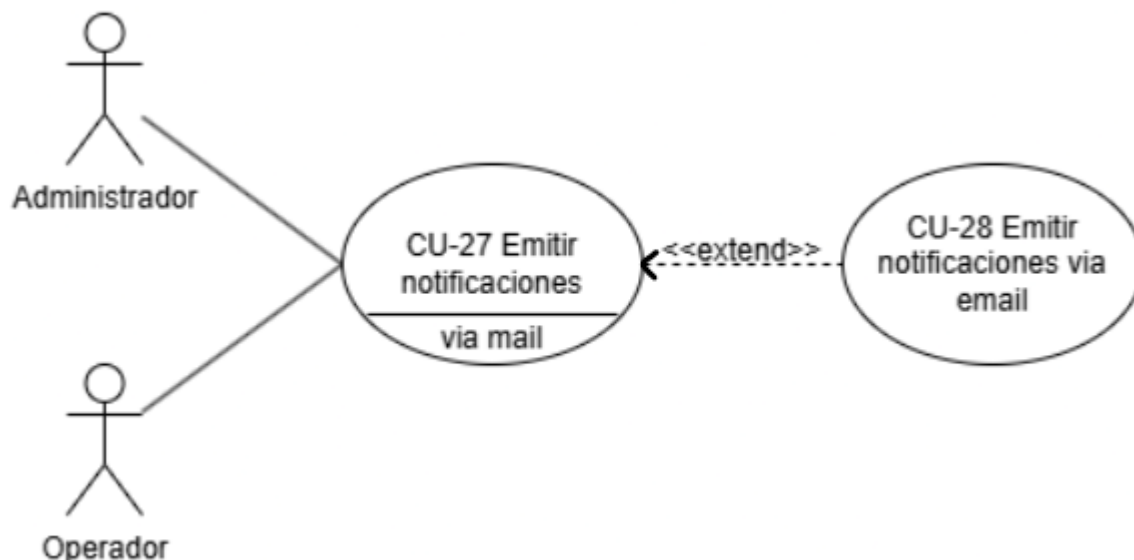 Administrador
CU-27 Emitir
notificaciones
via mail
<<extend>>
CU-28 Emitir
notificaciones via
email
Operador